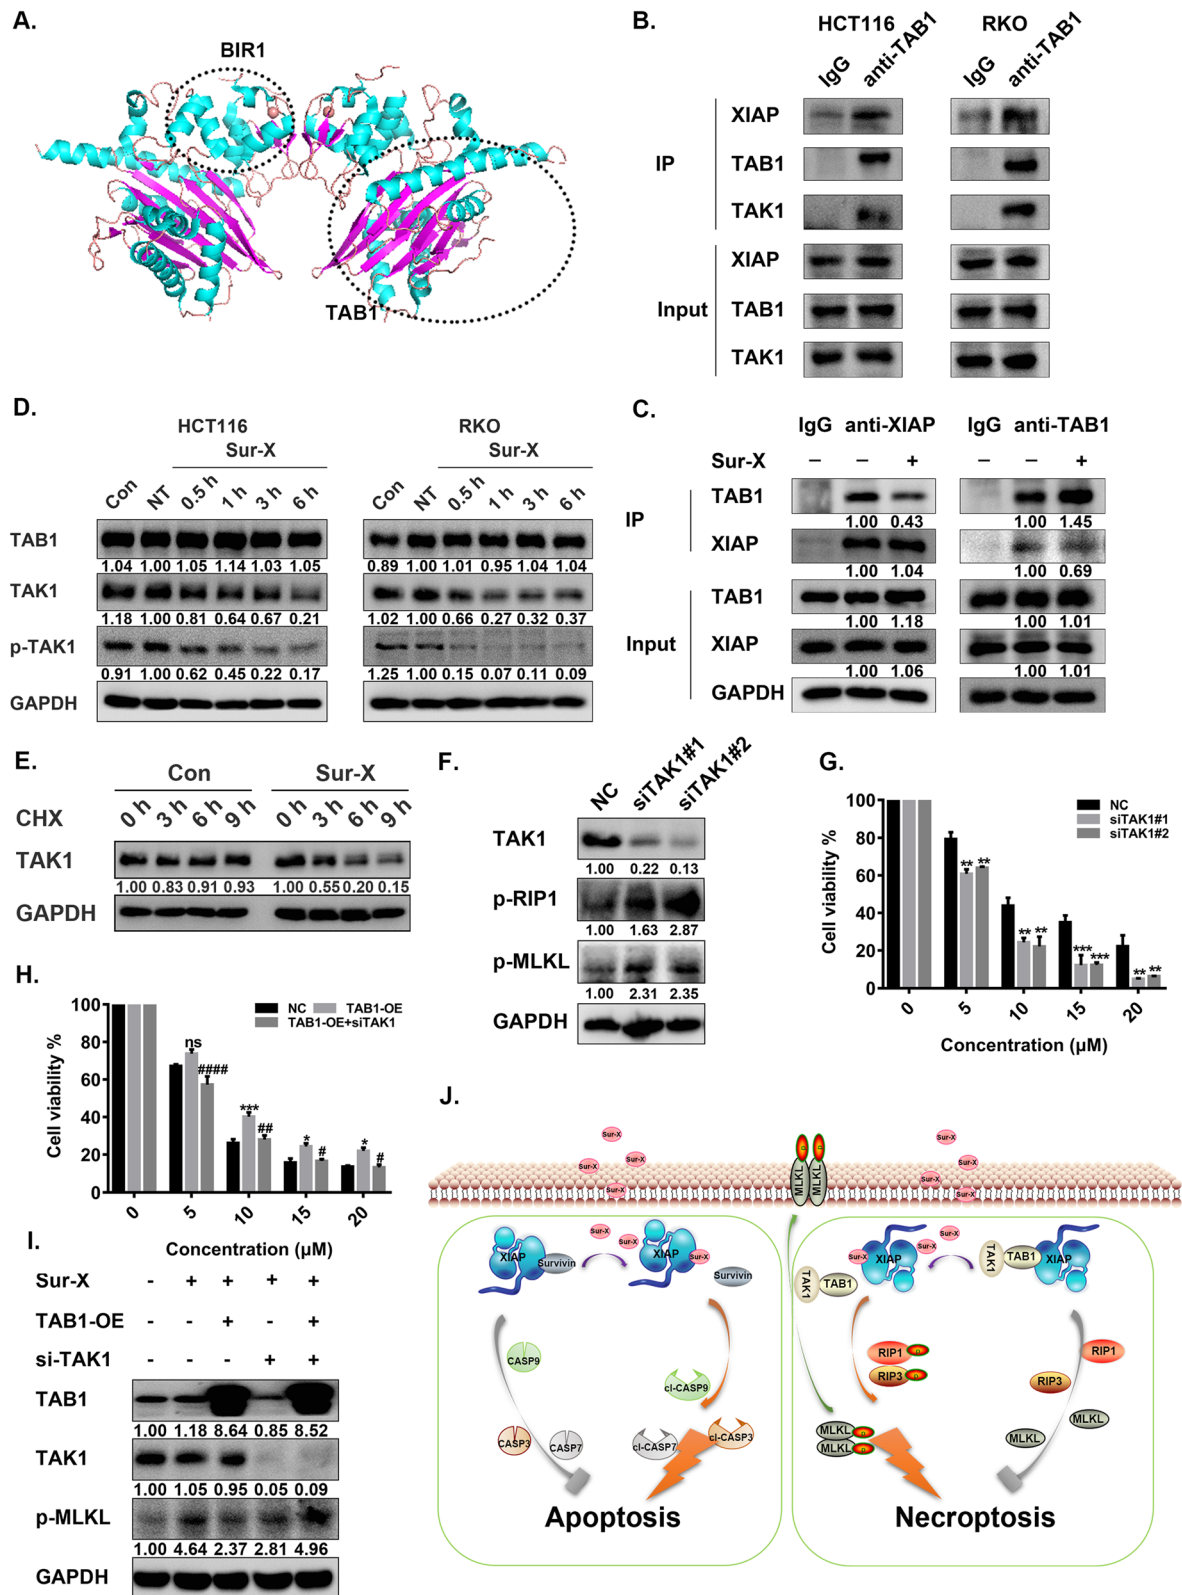 A.
BIR1
TAB1
B.
HCT116 RKO
IgG anti-TAB1 IgG anti-TAB1
IP
XIAP
TAB1
TAK1
Input
XIAP
TAB1
TAK1
D.
HCT116 RKO
Sur-X Sur-X
Con NT 0.5 h 1 h 3 h 6 h Con NT 0.5 h 1 h 3 h 6 h
TAB1
1.04 1.00 1.05 1.14 1.03 1.05 0.89 1.00 1.01 0.95 1.04 1.04
TAK1
1.18 1.00 0.81 0.64 0.67 0.21 1.02 1.00 0.66 0.27 0.32 0.37
p-TAK1
0.91 1.00 0.62 0.45 0.22 0.17 1.25 1.00 0.15 0.07 0.11 0.09
GAPDH
C.
IgG anti-XIAP IgG anti-TAB1
Sur-X – – + – – +
IP
TAB1
1.00 0.43 1.00 1.45
XIAP
1.00 1.04 1.00 0.69
Input
TAB1
1.00 1.18 1.00 1.01
XIAP
1.00 1.06 1.00 1.01
GAPDH
E.
Con Sur-X
CHX 0 h 3 h 6 h 9 h 0 h 3 h 6 h 9 h
TAK1
1.00 0.83 0.91 0.93 1.00 0.55 0.20 0.15
GAPDH
F.
NC siTAK1#1 siTAK1#2
TAK1
1.00 0.22 0.13
p-RIP1
1.00 1.63 2.87
p-MLKL
1.00 2.31 2.35
GAPDH
G.
NC
siTAK1#1
siTAK1#2
Cell viability %
100
80
60
40
20
0
** **
** **
*** ***
** **
0 5 10 15 20
Concentration (µM)
H.
NC TAB1-OE
TAB1-OE+siTAK1
Cell viability %
100
80
60
40
20
0
ns ####
*** ##
* #
* #
0 5 10 15 20
Concentration (µM)
I.
Sur-X - + + + +
TAB1-OE - - + - +
si-TAK1 - - - + +
TAB1
1.00 1.18 8.64 0.85 8.52
TAK1
1.00 1.05 0.95 0.05 0.09
p-MLKL
1.00 4.64 2.37 2.81 4.96
GAPDH
J.
Sur-X
Sur-X
Sur-X
Sur-X
MLKL MLKL
Sur-X
Sur-X
Sur-X
Sur-X
XIAP Survivin
Sur-X
Sur-X
XIAP Sur-X
Survivin
CASP9
CASP3
CASP7
cl-CASP9
cl-CASP7
cl-CASP3
Apoptosis
TAK1 TAB1
Sur-X XIAP
Sur-X
Sur-X
TAK1 TAB1 XIAP
RIP1
RIP3
MLKL
MLKL
RIP1
RIP3
MLKL
MLKL
Necroptosis